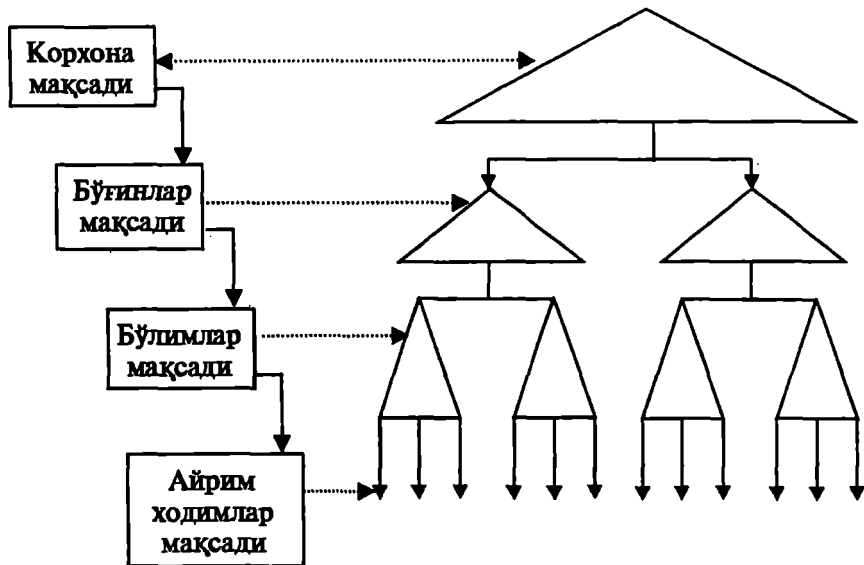 Корхона
мақсади
Бўғинлар
мақсади
Бўлимлар
мақсади
Айрим
ходимлар
мақсади